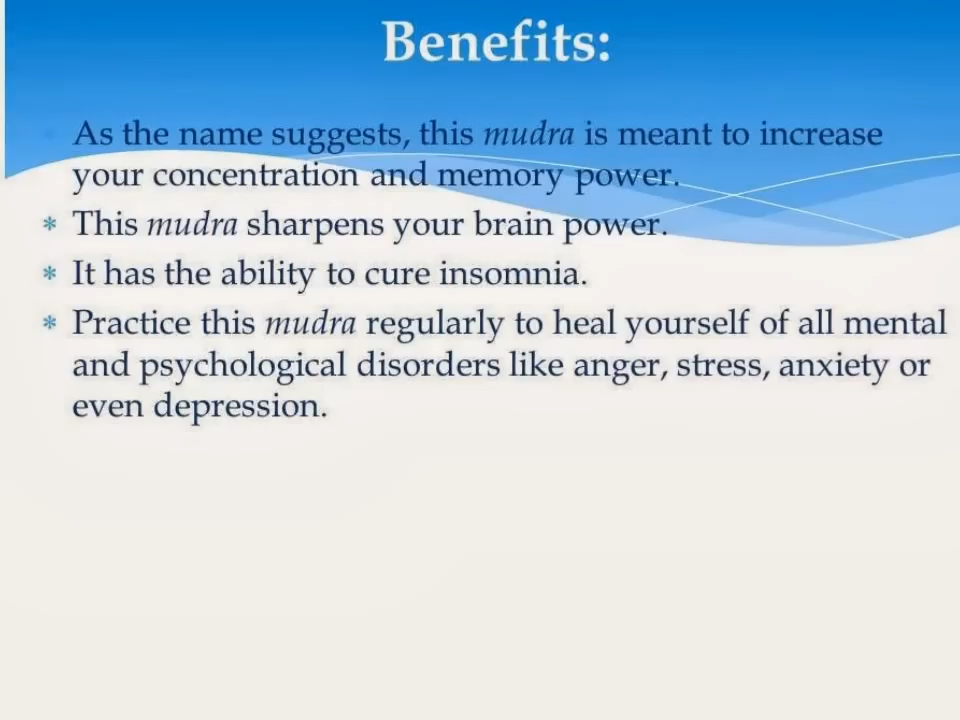 Benefits:
As the name suggests, this mudra is meant to increase
your concentration and memory power.
* This mudra sharpens your brain power.
* It has the ability to cure insomnia.
* Practice this mudra regularly to heal yourself of all mental
and psychological disorders like anger, stress, anxiety or
even depression.